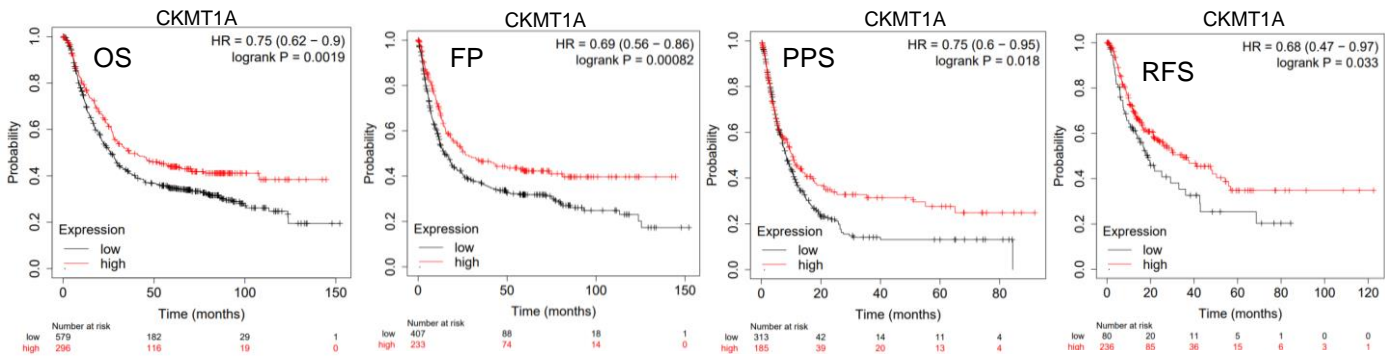 CKMT1A
OS
HR = 0.75 (0.62 − 0.9)
logrank P = 0.0019
Probability
1.0
0.8
0.6
0.4
0.2
0.0
Expression
low
high
0 50 100 150
Time (months)
Number at risk
low 579 182 29 1
high 296 116 19 0
CKMT1A
FP
HR = 0.69 (0.56 − 0.86)
logrank P = 0.00082
Probability
1.0
0.8
0.6
0.4
0.2
0.0
Expression
low
high
0 50 100 150
Time (months)
Number at risk
low 407 88 18 1
high 233 74 14 0
CKMT1A
PPS
HR = 0.75 (0.6 − 0.95)
logrank P = 0.018
Probability
1.0
0.8
0.6
0.4
0.2
0.0
Expression
low
high
0 20 40 60 80
Time (months)
Number at risk
low 313 42 14 11 4
high 185 39 20 13 4
CKMT1A
RFS
HR = 0.68 (0.47 − 0.97)
logrank P = 0.033
Probability
1.0
0.8
0.6
0.4
0.2
0.0
Expression
low
high
0 20 40 60 80 100 120
Time (months)
Number at risk
low 80 20 11 5 1 0 0
high 236 85 36 15 6 3 1